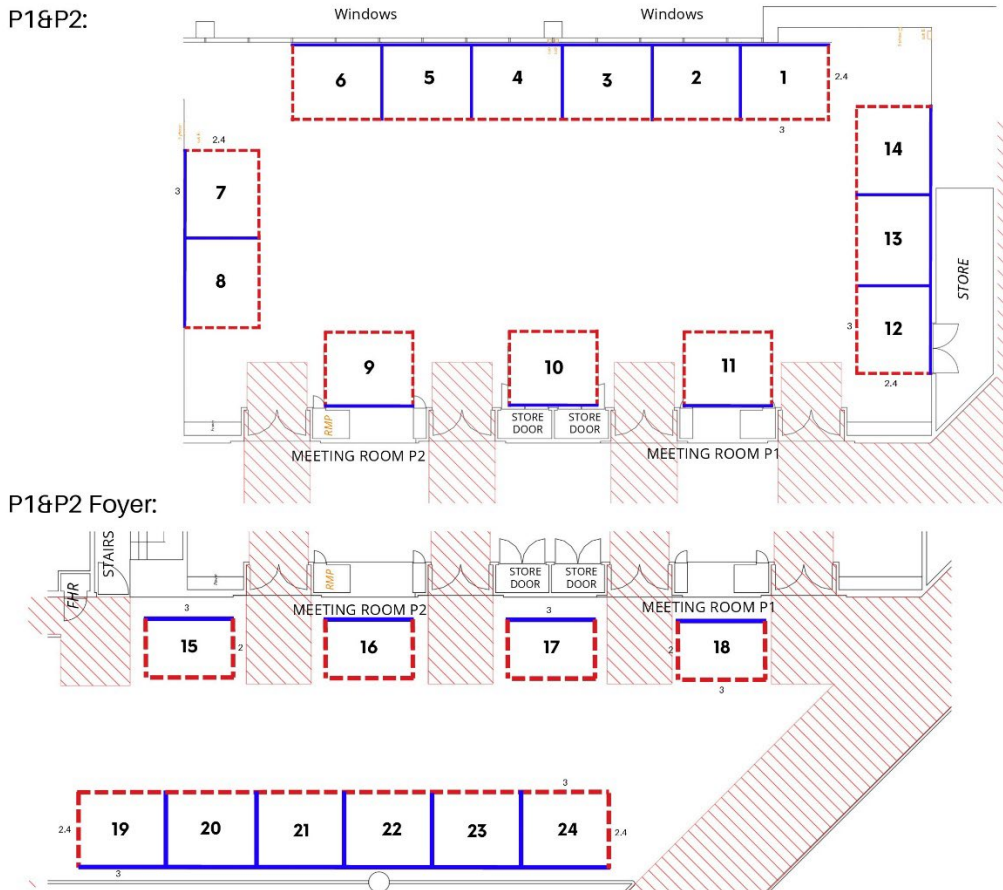 P1&P2:
Windows
Windows
6
5
4
3
2
1
2.4
3
2.4
7
3
8
14
13
12
3
2.4
STORE
9
10
11
RMP
STORE
DOOR
STORE
DOOR
MEETING ROOM P2
MEETING ROOM P1
P1&P2 Foyer:
STAIRS
FHR
RMP
STORE
DOOR
STORE
DOOR
MEETING ROOM P2
MEETING ROOM P1
3
3
15
2
16
17
2
18
3
3
2.4
19
20
21
22
23
24
2.4
3